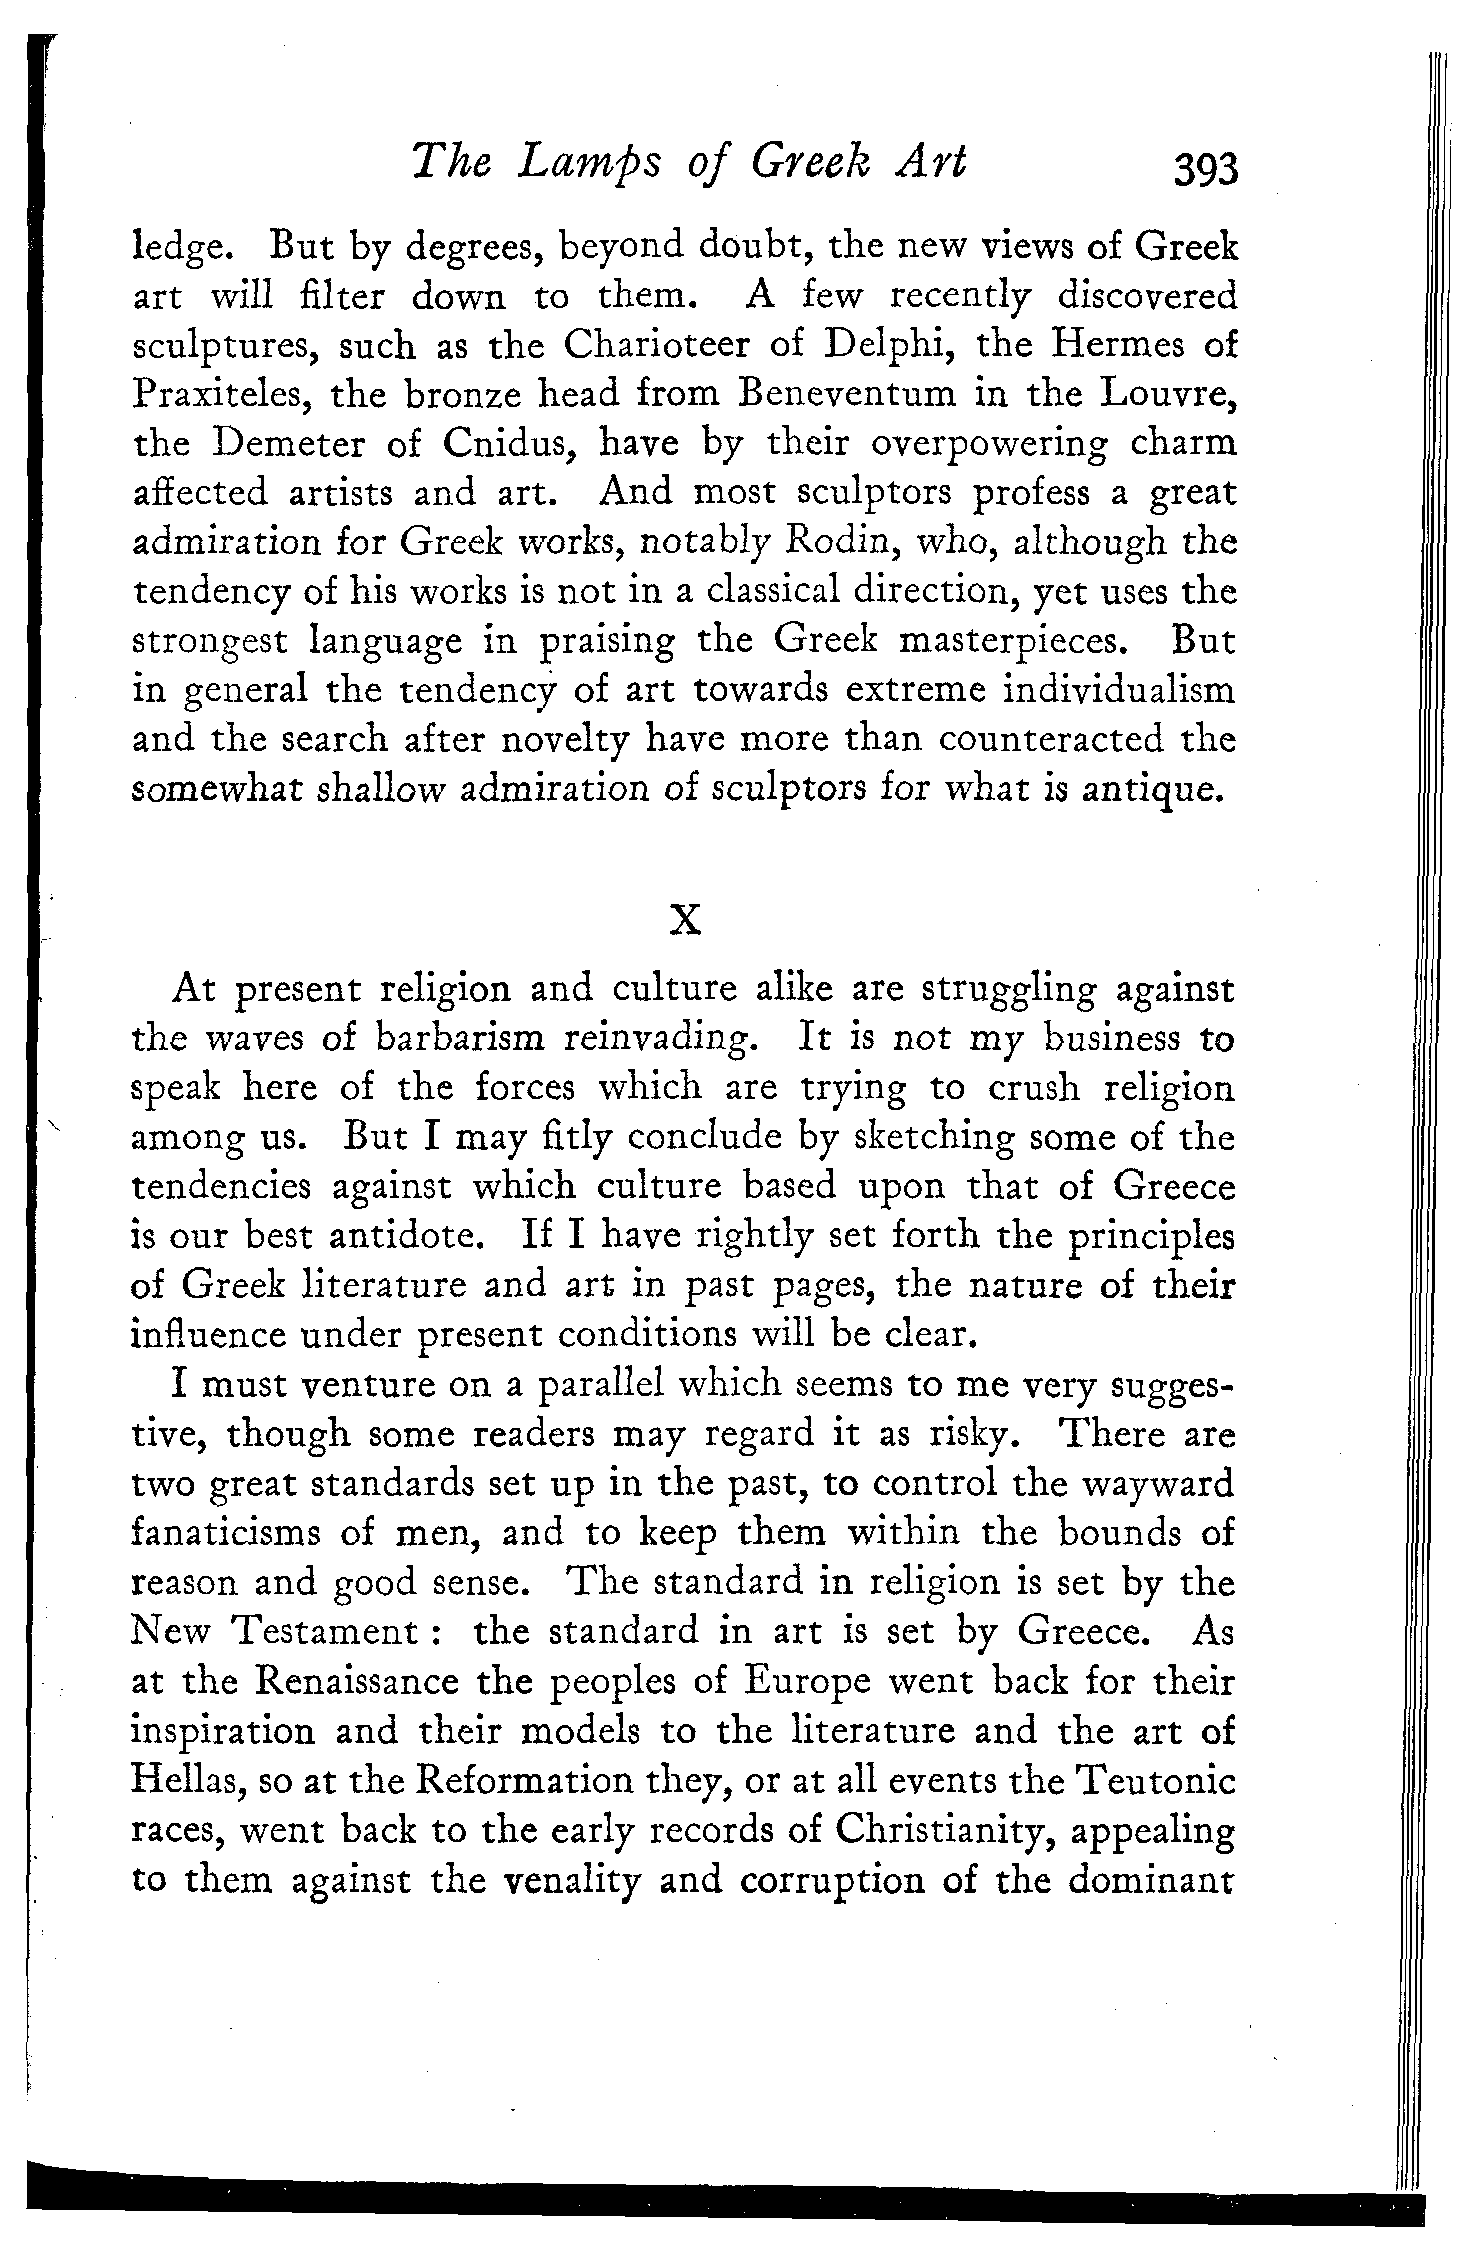 The Lamps of Greek Art 393
ledge. But by degrees, beyond doubt, the new views of Greek
art will filter down to them. A few recently discovered
sculptures, such as the Charioteer of Delphi, the Hermes of
Praxiteles, the bronze head from Beneventum in the Louvre,
the Demeter of Cnidus, have by their overpowering charm
affected artists and art. And most sculptors profess a great
admiration for Greek works, notably Rodin, who, although the
tendency of his works is not in a classical direction, yet uses the
strongest language in praising the Greek masterpieces. But
in general the tendency of art towards extreme individualism
and the search after novelty have more than counteracted the
somewhat shallow admiration of sculptors for what is antique.
X
At present religion and culture alike are struggling against
the waves of barbarism reinvading. It is not my business to
speak here of the forces which are trying to crush religion
among us. But I may fitly conclude by sketching some of the
tendencies against which culture based upon that of Greece
is our best antidote. If I have rightly set forth the principles
of Greek literature and art in past pages, the nature of their
influence under present conditions will be clear.
I must venture on a parallel which seems to me very sugges-
tive, though some readers may regard it as risky. There are
two great standards set up in the past, to control the wayward
fanaticisms of men, and to keep them within the bounds of
reason and good sense. The standard in religion is set by the
New Testament : the standard in art is set by Greece. As
at the Renaissance the peoples of Europe went back for their
inspiration and their models to the literature and the art of
Hellas, so at the Reformation they, or at all events the Teutonic
races, went back to the early records of Christianity, appealing
to them against the venality and corruption of the dominant